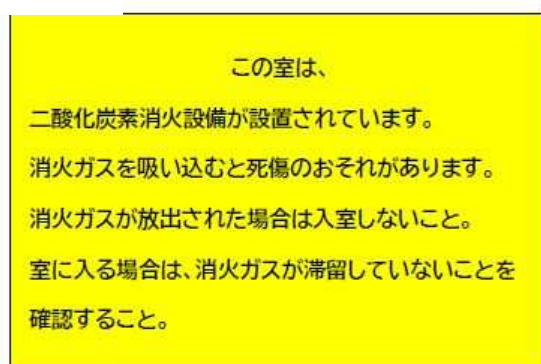 この室は、
二酸化炭素消火設備が設置されています。
消火ガスを吸い込むと死傷のおそれがあります。
消火ガスが放出された場合は入室しないこと。
室に入る場合は、消火ガスが滞留していないことを
確認すること。